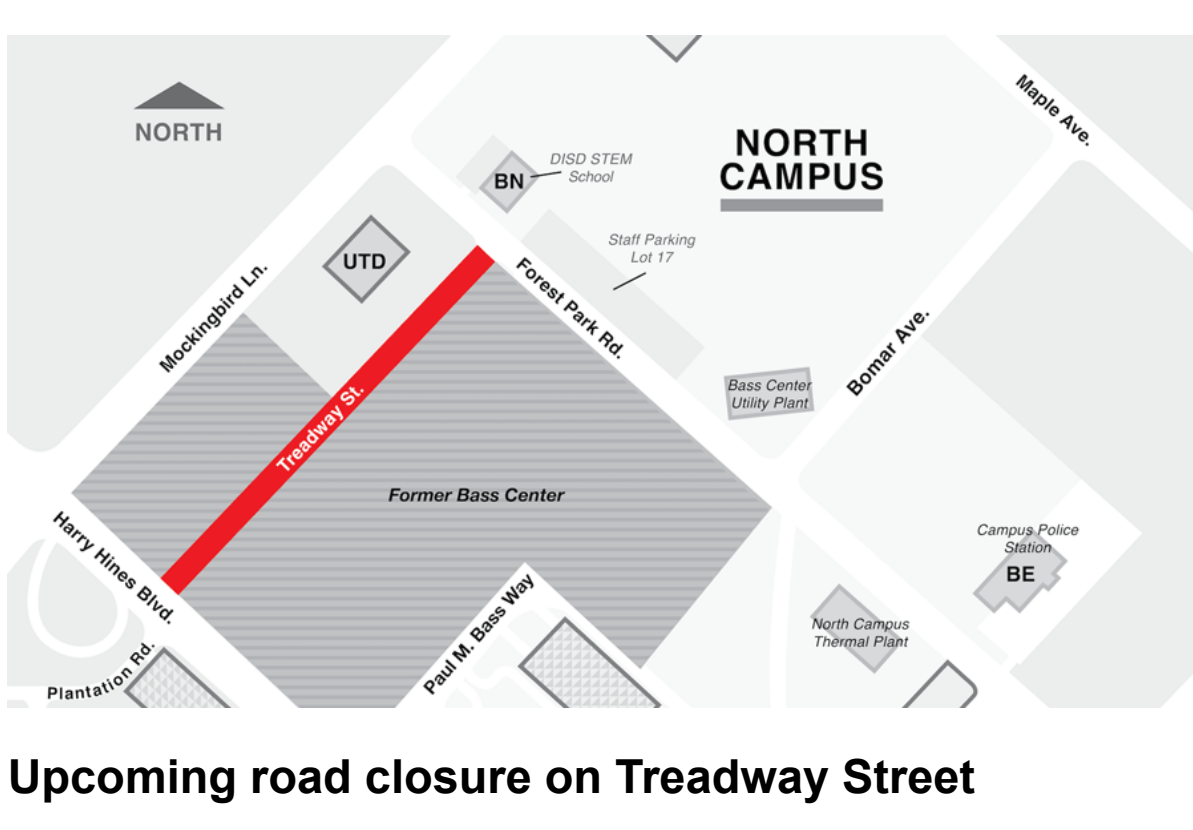 NORTH
Maple Ave.
NORTH
CAMPUS
DISD STEM
School
BN
Staff Parking
Lot 17
UTD
Mockingbird Ln.
Forest Park Rd.
Bomar Ave.
Bass Center
Utility Plant
Treadway St.
Former Bass Center
Harry Hines Blvd.
Campus Police
Station
BE
Paul M. Bass Way
North Campus
Thermal Plant
Plantation Rd.
Upcoming road closure on Treadway Street